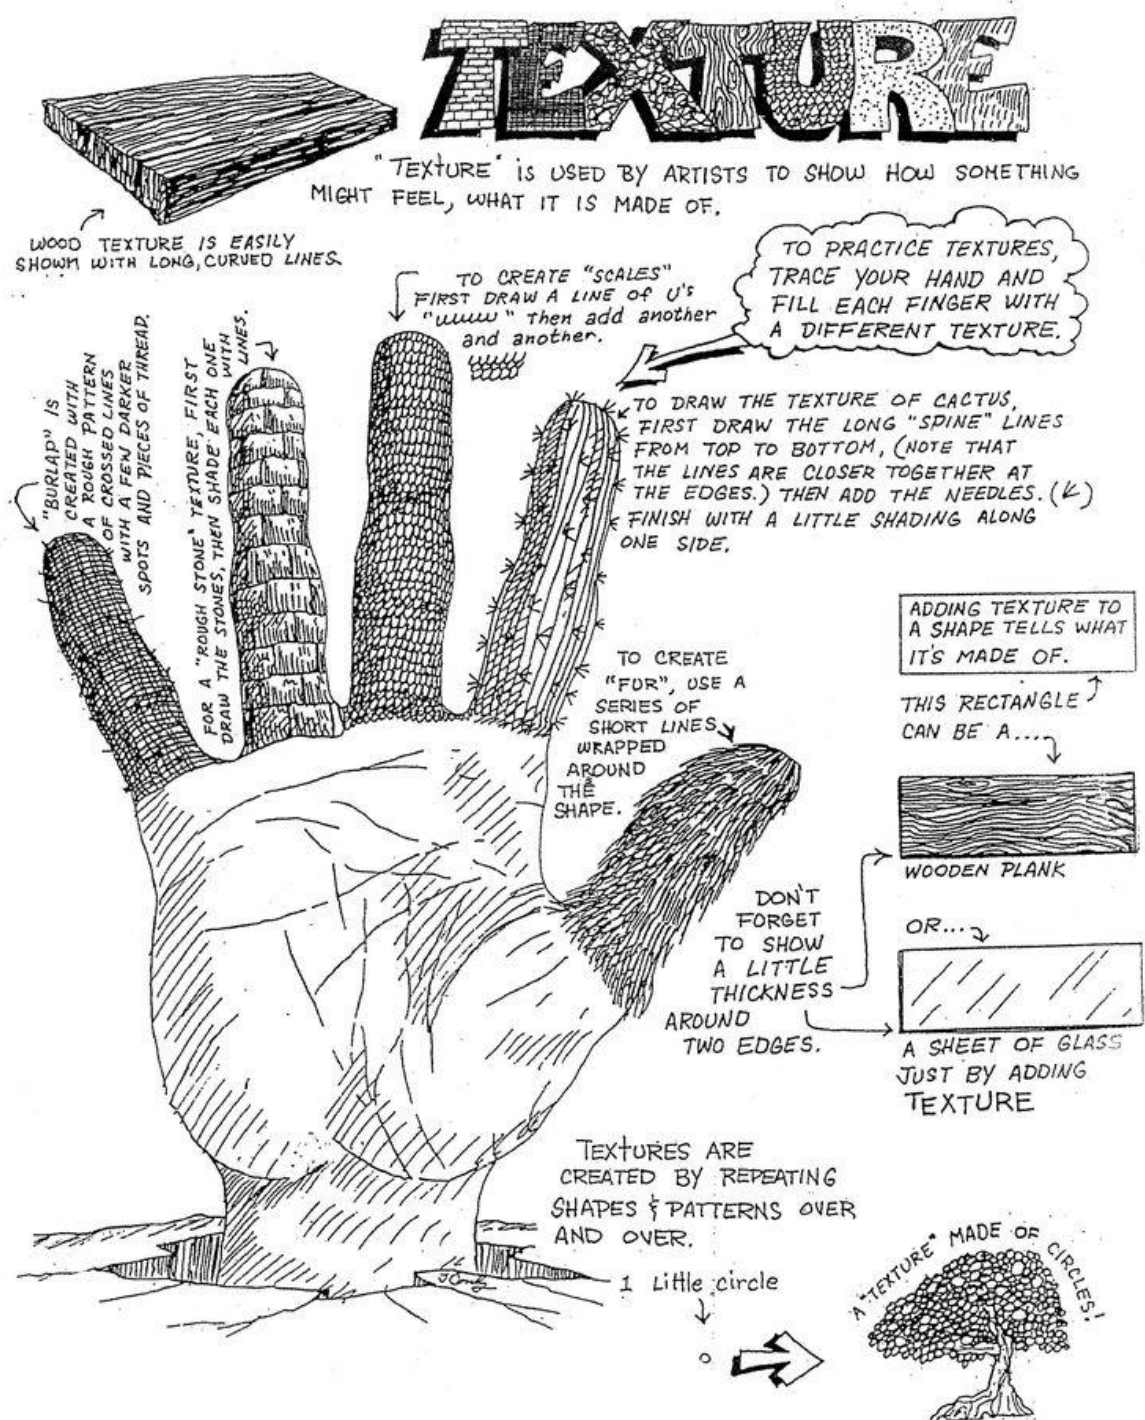 TEXTURE
"TEXTURE" IS USED BY ARTISTS TO SHOW HOW SOMETHING
MIGHT FEEL, WHAT IT IS MADE OF.
WOOD TEXTURE IS EASILY
SHOWN WITH LONG, CURVED LINES.
TO PRACTICE TEXTURES,
TRACE YOUR HAND AND
FILL EACH FINGER WITH
A DIFFERENT TEXTURE.
TO CREATE "SCALES"
FIRST DRAW A LINE OF U's
"uuuuu" Then add another
and another.
"BURLAP" IS
CREATED WITH
A ROUGH PATTERN
OF CROSSED LINES
WITH A FEW DARKER
SPOTS AND PIECES OF THREAD.
FOR A "ROUGH STONE" TEXTURE, FIRST
DRAW THE STONES, THEN SHADE EACH ONE
WITH
LINES.
TO DRAW THE TEXTURE OF CACTUS,
FIRST DRAW THE LONG "SPINE" LINES
FROM TOP TO BOTTOM, (NOTE THAT
THE LINES ARE CLOSER TOGETHER AT
THE EDGES.) THEN ADD THE NEEDLES. (↙)
FINISH WITH A LITTLE SHADING ALONG
ONE SIDE.
TO CREATE
"FUR", USE A
SERIES OF
SHORT LINES
WRAPPED
AROUND
THE
SHAPE.
ADDING TEXTURE TO
A SHAPE TELLS WHAT
IT'S MADE OF.
THIS RECTANGLE
CAN BE A....
WOODEN PLANK
OR...
A SHEET OF GLASS
JUST BY ADDING
TEXTURE
DON'T
FORGET
TO SHOW
A LITTLE
THICKNESS
AROUND
TWO EDGES.
TEXTURES ARE
CREATED BY REPEATING
SHAPES & PATTERNS OVER
AND OVER.
1 Little circle
A "TEXTURE" MADE OF CIRCLES!